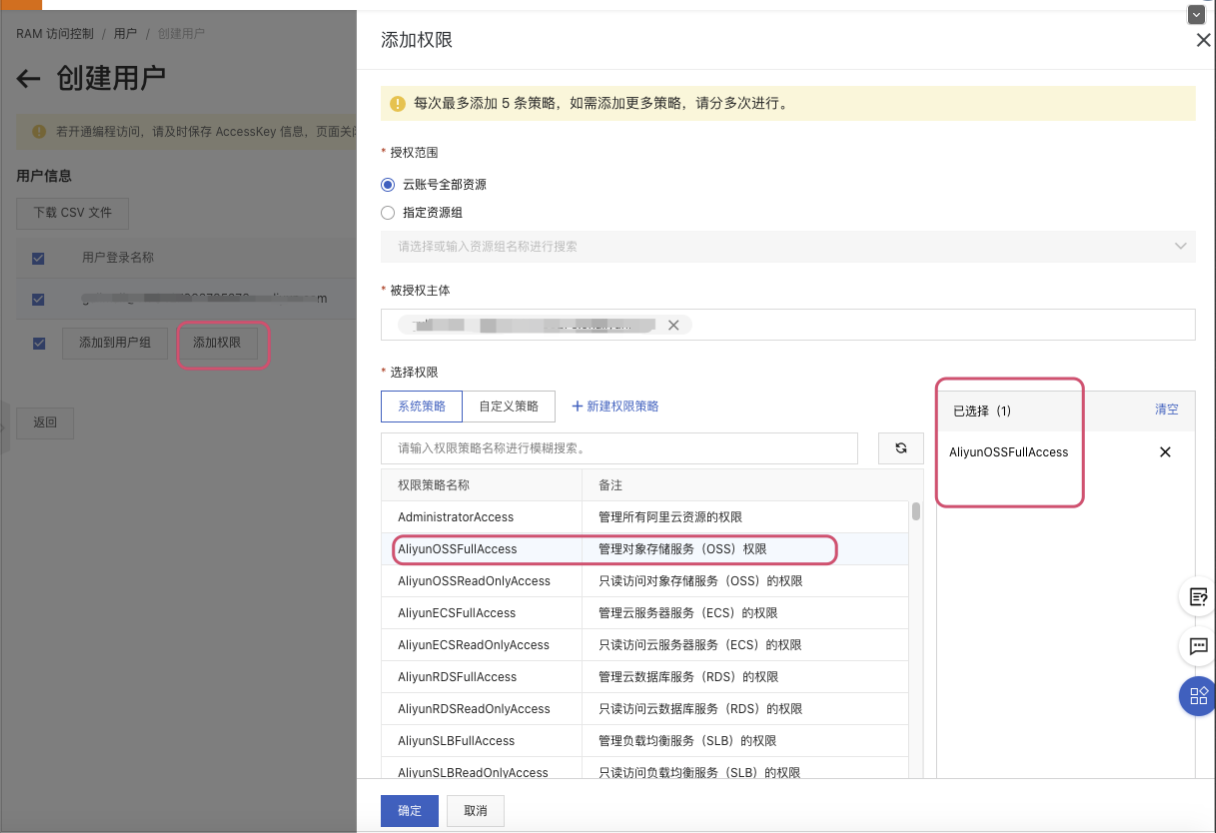 RAM 访问控制 / 用户 / 创建用户
← 创建用户
若开通编程访问，请及时保存 AccessKey 信息，页面关
用户信息
下载 CSV 文件
用户登录名称
添加到用户组
添加权限
返回
添加权限
每次最多添加 5 条策略，如需添加更多策略，请分多次进行。
* 授权范围
云账号全部资源
指定资源组
请选择或输入资源组名称进行搜索
* 被授权主体
* 选择权限
系统策略 自定义策略 + 新建权限策略
请输入权限策略名称进行模糊搜索。
权限策略名称 备注
AdministratorAccess 管理所有阿里云资源的权限
AliyunOSSFullAccess 管理对象存储服务（OSS）权限
AliyunOSSReadOnlyAccess 只读访问对象存储服务（OSS）的权限
AliyunECSFullAccess 管理云服务器服务（ECS）的权限
AliyunECSReadOnlyAccess 只读访问云服务器服务（ECS）的权限
AliyunRDSFullAccess 管理云数据库服务（RDS）的权限
AliyunRDSReadOnlyAccess 只读访问云数据库服务（RDS）的权限
AliyunSLBFullAccess 管理负载均衡服务（SLB）的权限
AliyunSLBReadOnlyAccess 只读访问负载均衡服务（SLB）的权限
已选择（1） 清空
AliyunOSSFullAccess
确定 取消